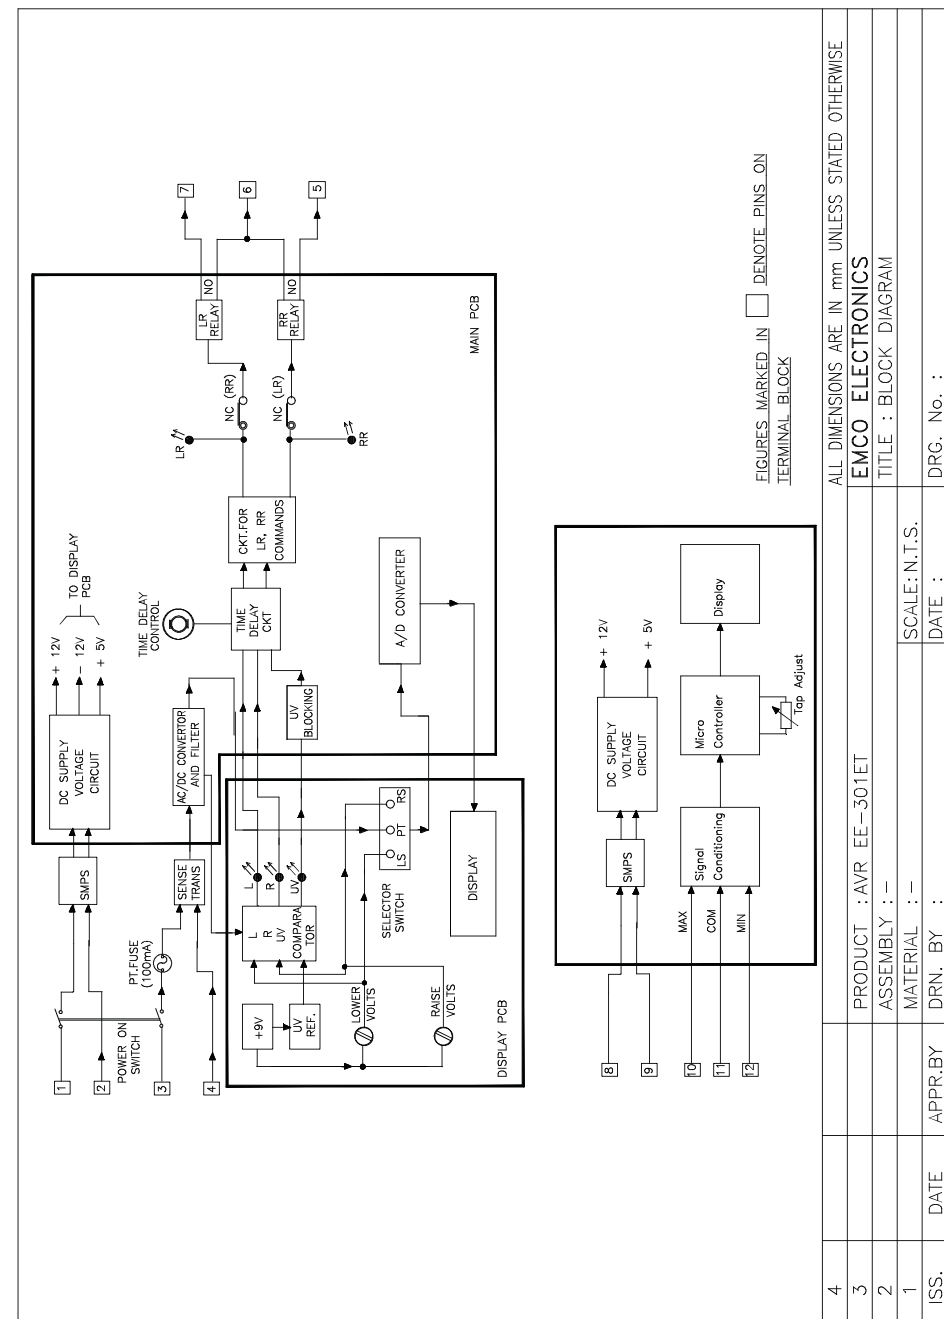 1
2
3
4
POWER ON
SWITCH
PT.FUSE
(100mA)
SMPS
SENSE
TRANS
DC SUPPLY
VOLTAGE
CIRCUIT
+ 12V
- 12V
+ 5V
TO DISPLAY
PCB
AC/DC CONVERTOR
AND FILTER
TIME DELAY
CONTROL
TIME
DELAY
CKT
UV
BLOCKING
CKT.FOR
LR, RR
COMMANDS
LR
RR
NC (RR)
NC (LR)
LR
RELAY
NO
RR
RELAY
NO
7
6
5
A/D CONVERTER
MAIN PCB
+9V
UV
REF.
L
R
UV
COMPARA
TOR
L
R
UV
LOWER
VOLTS
RAISE
VOLTS
SELECTOR
SWITCH
LS
PT
RS
DISPLAY
DISPLAY PCB
8
9
10
11
12
SMPS
DC SUPPLY
VOLTAGE
CIRCUIT
+ 12V
+ 5V
MAX
COM
MIN
Signal
Conditioning
Micro
Controller
Display
Tap Adjust
FIGURES MARKED IN DENOTE PINS ON
TERMINAL BLOCK
4
ALL DIMENSIONS ARE IN mm UNLESS STATED OTHERWISE
3
PRODUCT : AVR EE-301ET
EMCO ELECTRONICS
2
ASSEMBLY : -
TITLE : BLOCK DIAGRAM
1
MATERIAL : -
SCALE: N.T.S.
ISS.
DATE
APPR.BY
DRN. BY :
DATE :
DRG. No. :